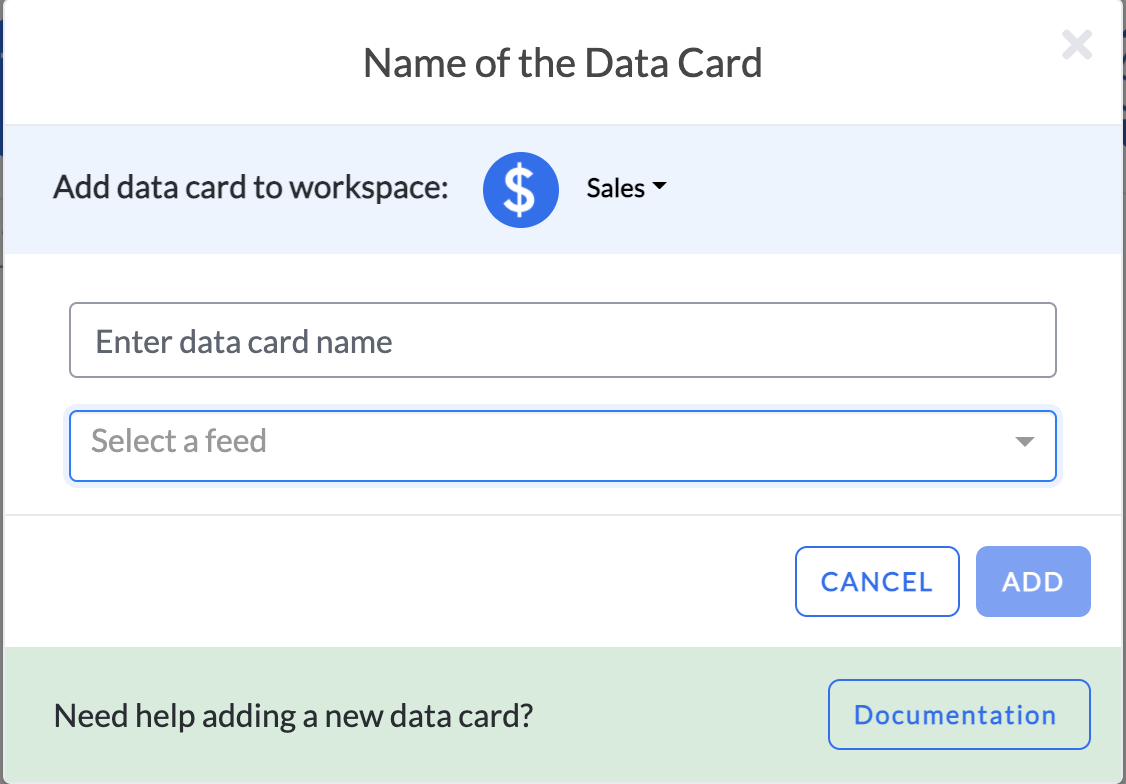 Name of the Data Card
Add data card to workspace: $ Sales
Enter data card name
Select a feed
CANCEL ADD
Need help adding a new data card? Documentation